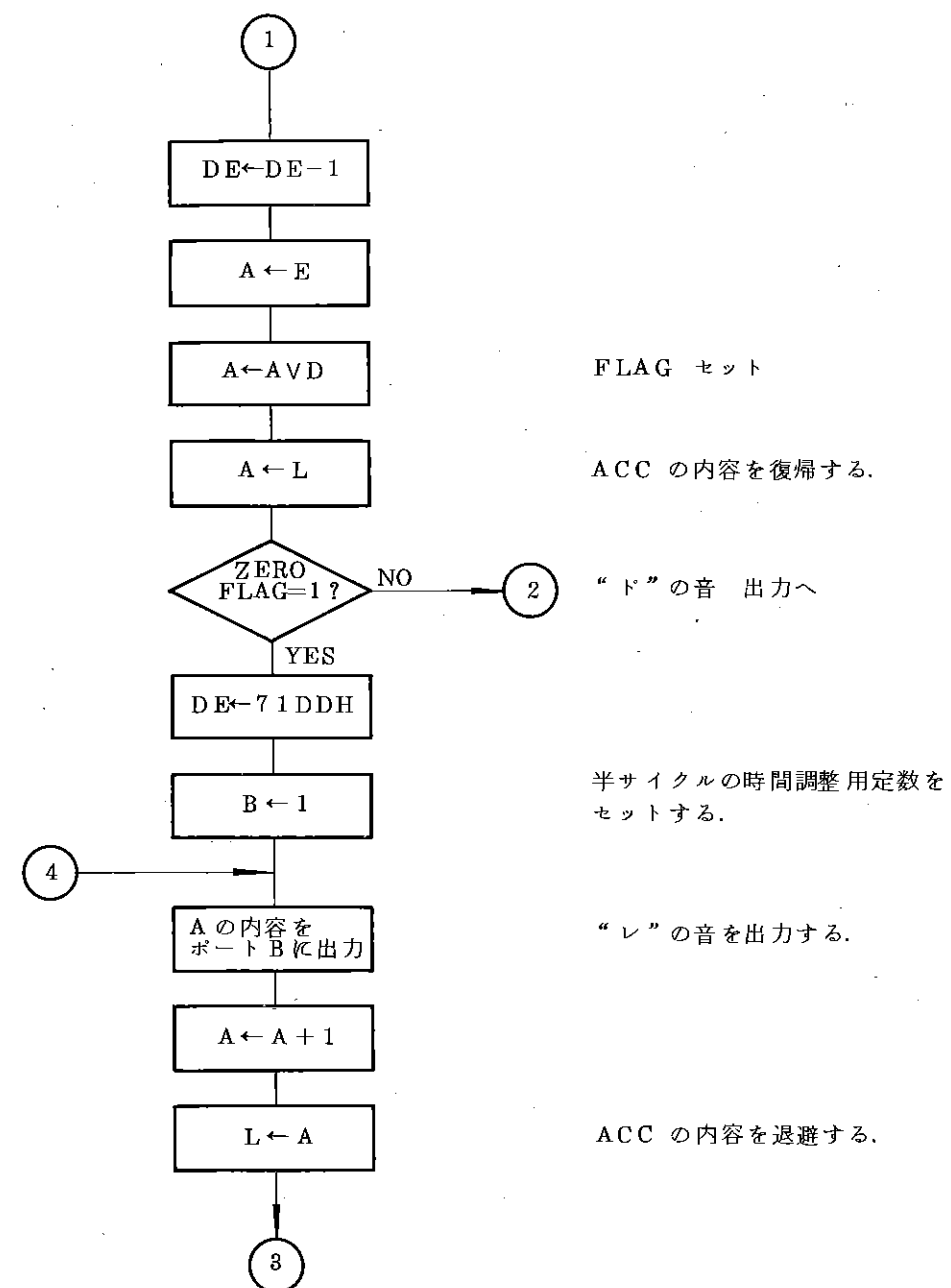 1
DE←DE－1
A←E
A←A∨D
FLAG セット
A←L
ACC の内容を復帰する.
ZERO
FLAG=1？
NO
2
“ド”の音 出力へ
YES
DE←71DDH
B←1
半サイクルの時間調整用定数を
セットする.
4
Aの内容を
ポートBに出力
“レ”の音を出力する.
A←A＋1
L←A
ACC の内容を退避する.
3